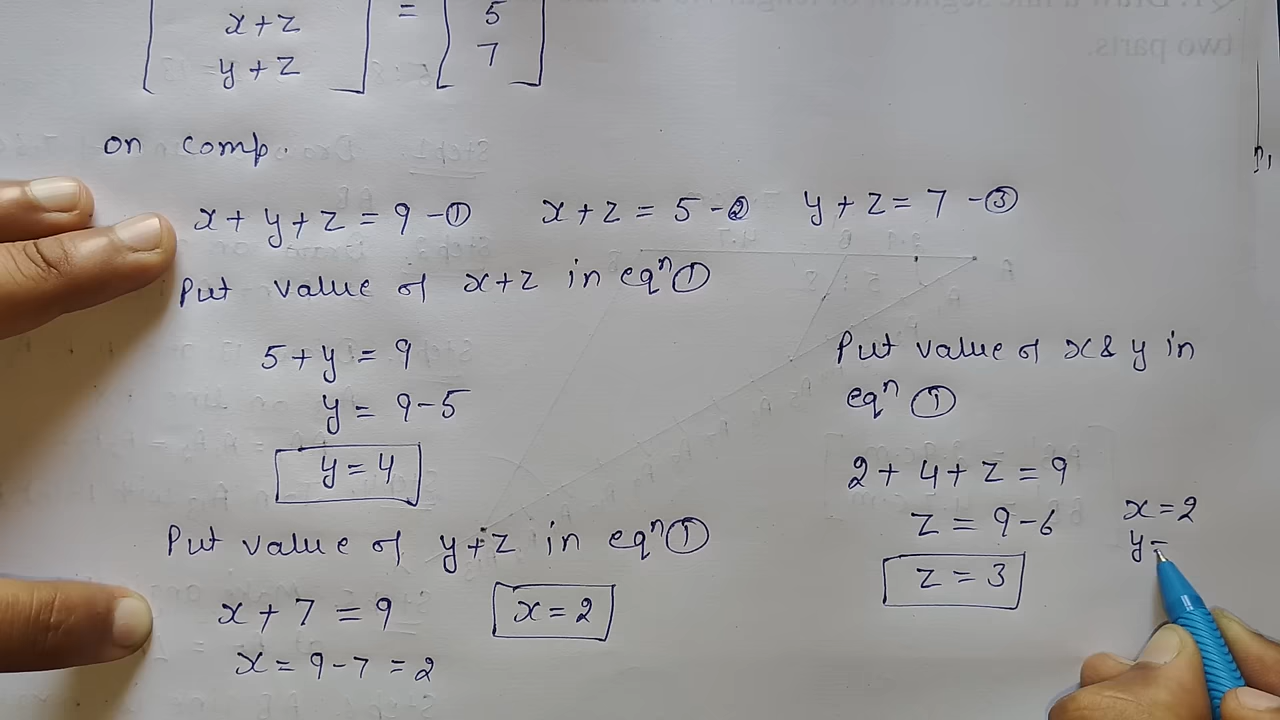 x+z = 5
y+z 7
on comp.
x+y+z = 9 -① x+z = 5 -② y+z = 7 -③
Put value of x+z in eqⁿ ①
5+y = 9
y = 9-5
y = 4
Put value of y+z in eqⁿ ①
x+7 = 9
x = 9-7 = 2
x = 2
Put value of x & y in
eqⁿ ①
2+4+z = 9
z = 9-6
z = 3
x = 2
y =